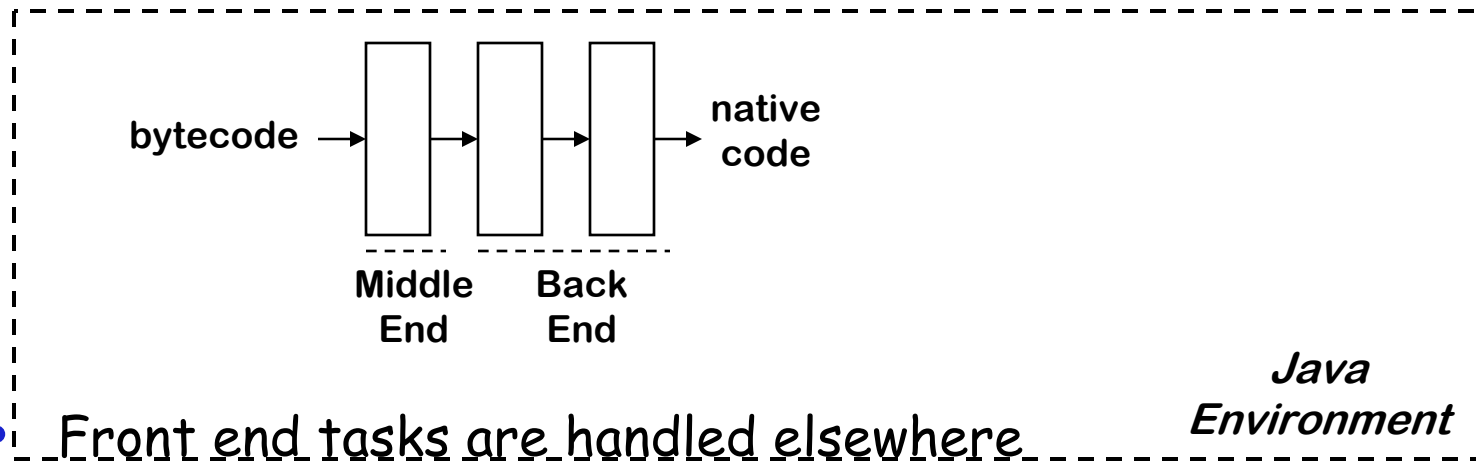 bytecode
native
code
Middle
End
Back
End
Java
Environment
• Front end tasks are handled elsewhere